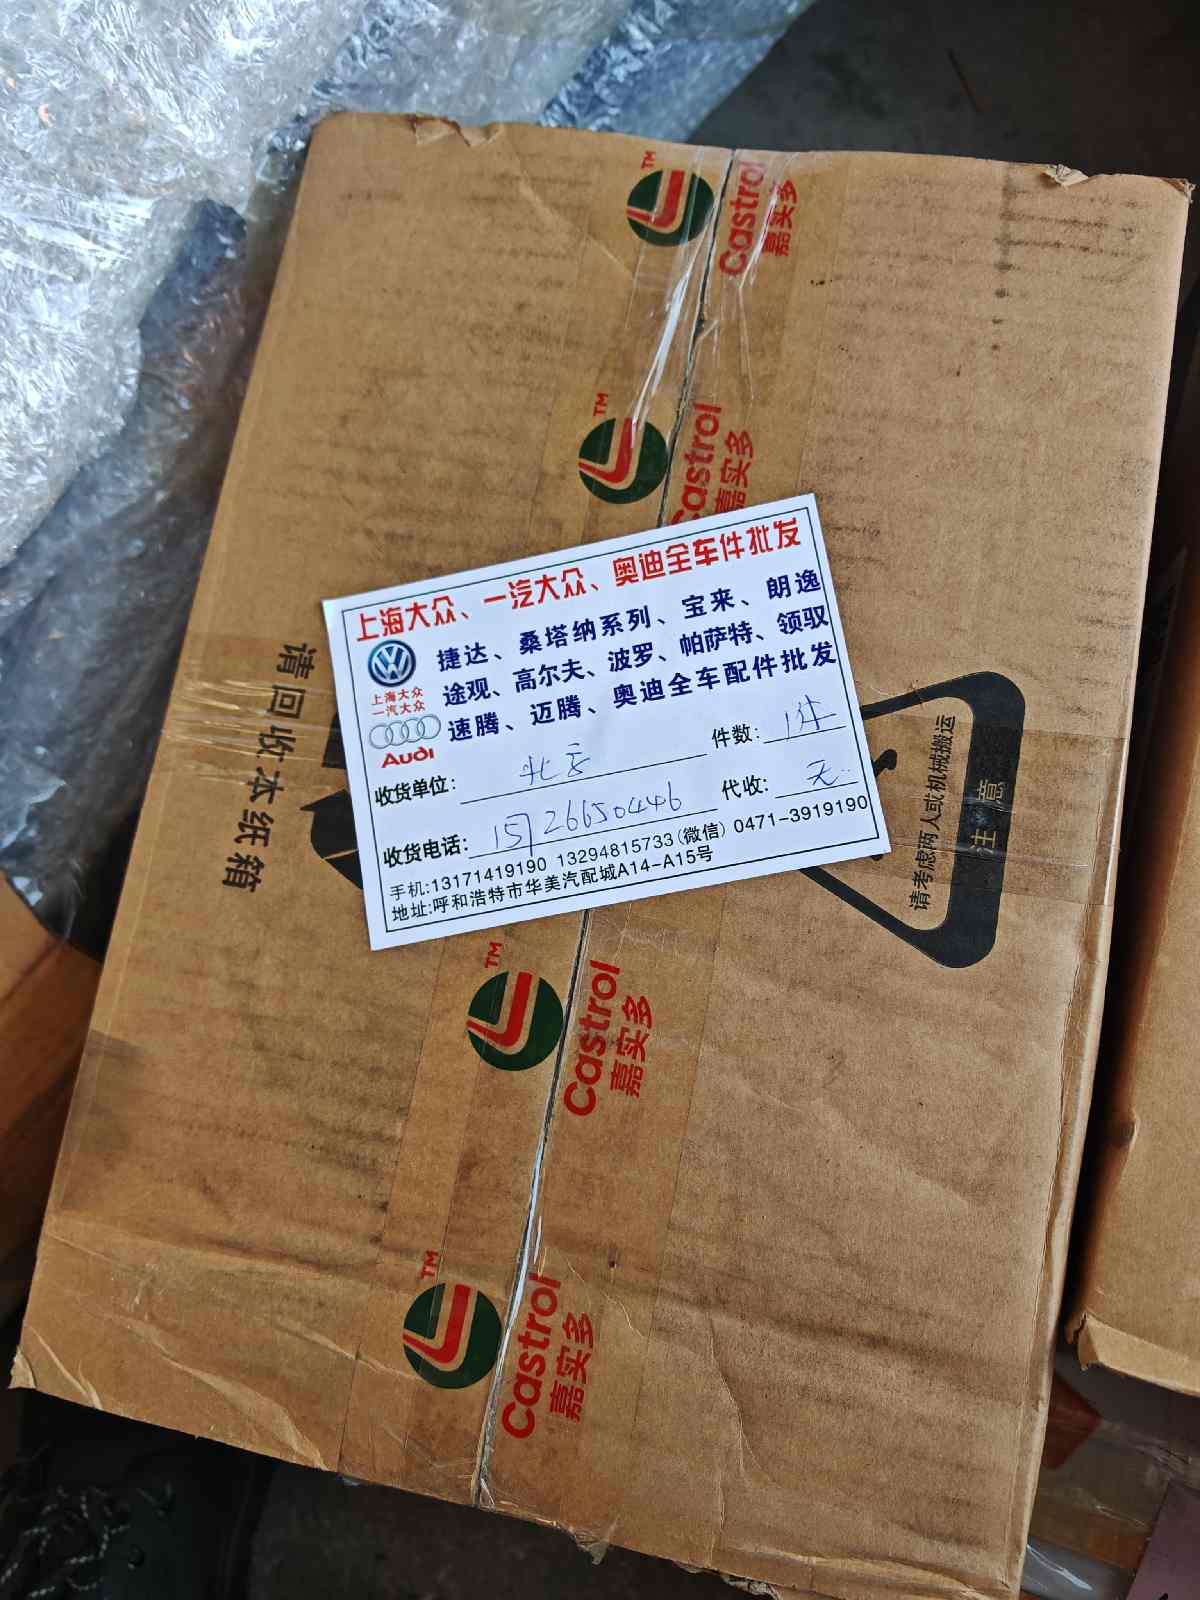 TM
Castrol
嘉实多
TM
Castrol
嘉实多
上海大众、一汽大众、奥迪全车件批发
捷达、桑塔纳系列、宝来、朗逸
途观、高尔夫、波罗、帕萨特、领驭
速腾、迈腾、奥迪全车配件批发
上海大众
一汽大众
Audi
收货单位: 北京 件数: 1件
收货电话: 15726650446 代收: 无
手机:13171419190 13294815733(微信) 0471-3919190
地址:呼和浩特市华美汽配城A14-A15号
请回收本纸箱
请考虑两人或机械搬运
注意
TM
Castrol
嘉实多
TM
Castrol
嘉实多